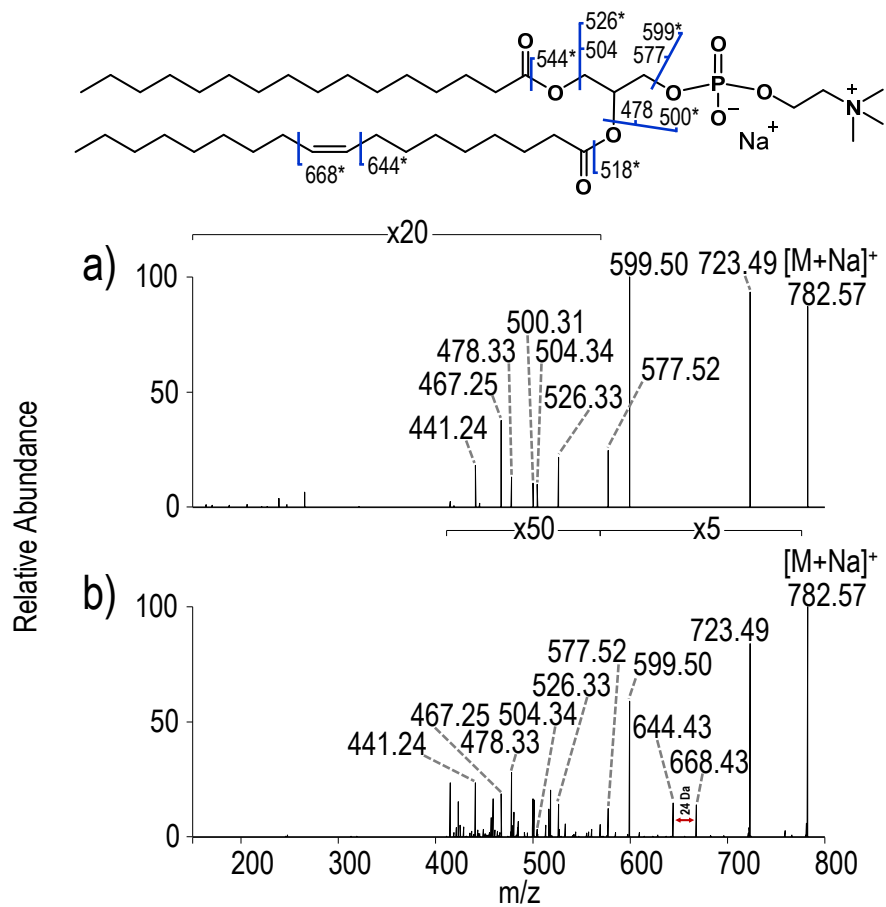 526*
599*
O
544*
504
577
O
O
O
P
O
O⁻
N⁺
478
500*
O
Na⁺
668*
644*
518*
O
x20
a)
100
599.50
723.49
[M+Na]⁺
782.57
500.31
478.33
504.34
577.52
467.25
526.33
50
441.24
0
x50
x5
Relative Abundance
b)
[M+Na]⁺
782.57
100
723.49
577.52
599.50
526.33
467.25
504.34
644.43
441.24
478.33
668.43
50
24 Da
0
200
300
400
500
600
700
800
m/z